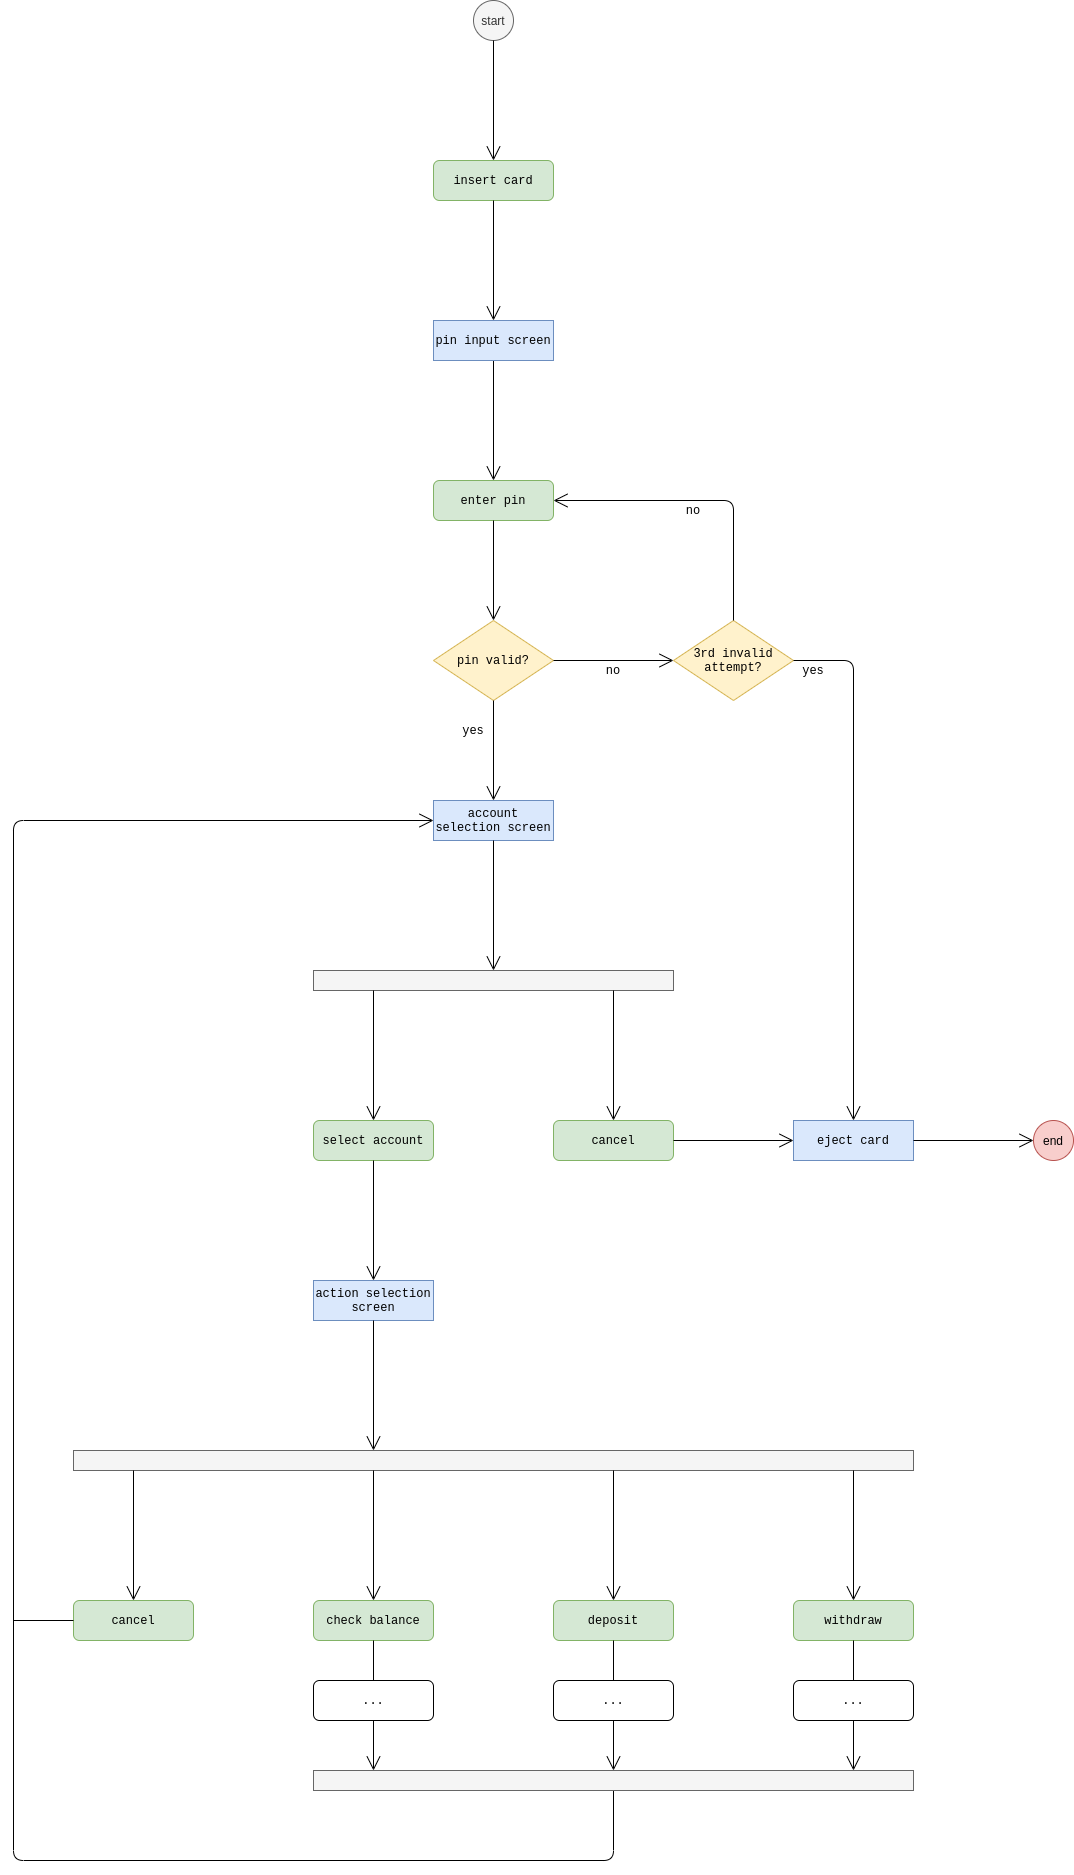 start
insert card
pin input screen
enter pin
no
pin valid?
no
3rd invalid
attempt?
yes
yes
account
selection screen
select account
cancel
eject card
end
action selection
screen
cancel
check balance
deposit
withdraw
...
...
...